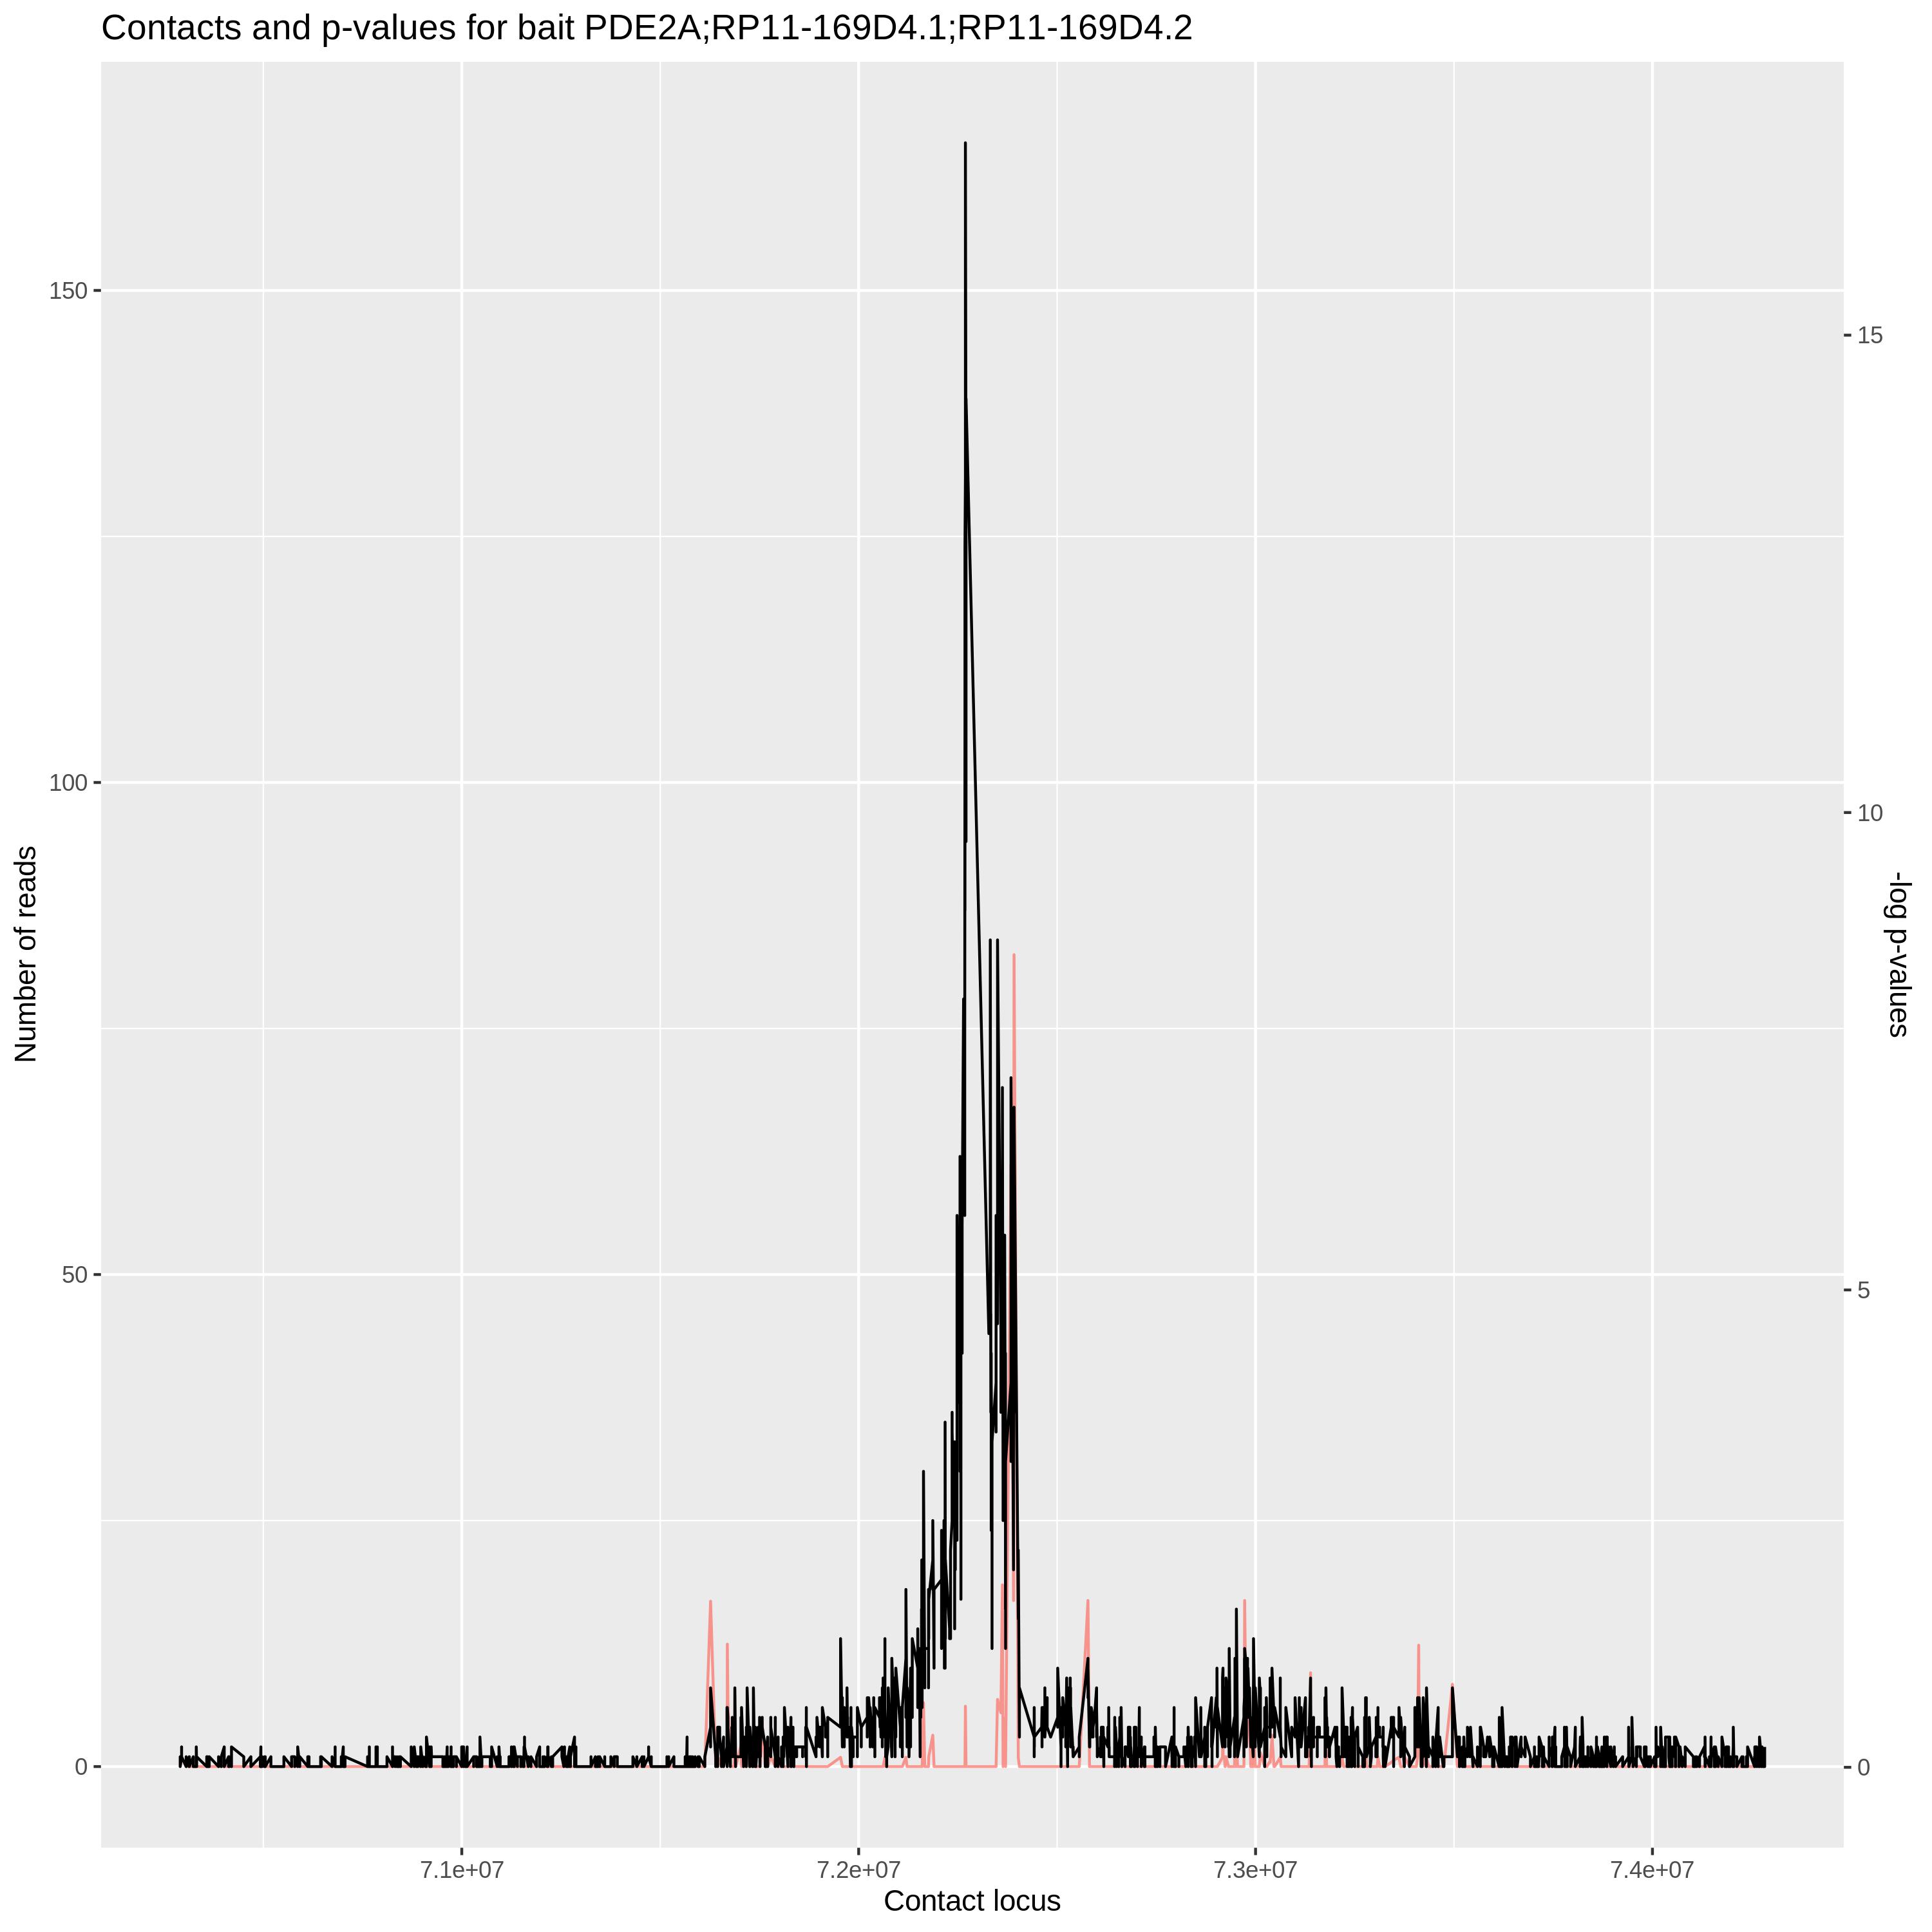 Contacts and p-values for bait PDE2A;RP11-169D4.1;RP11-169D4.2
150
100
50
0
Number of reads
15
10
5
0
-log p-values
7.1e+07
7.2e+07
7.3e+07
7.4e+07
Contact locus